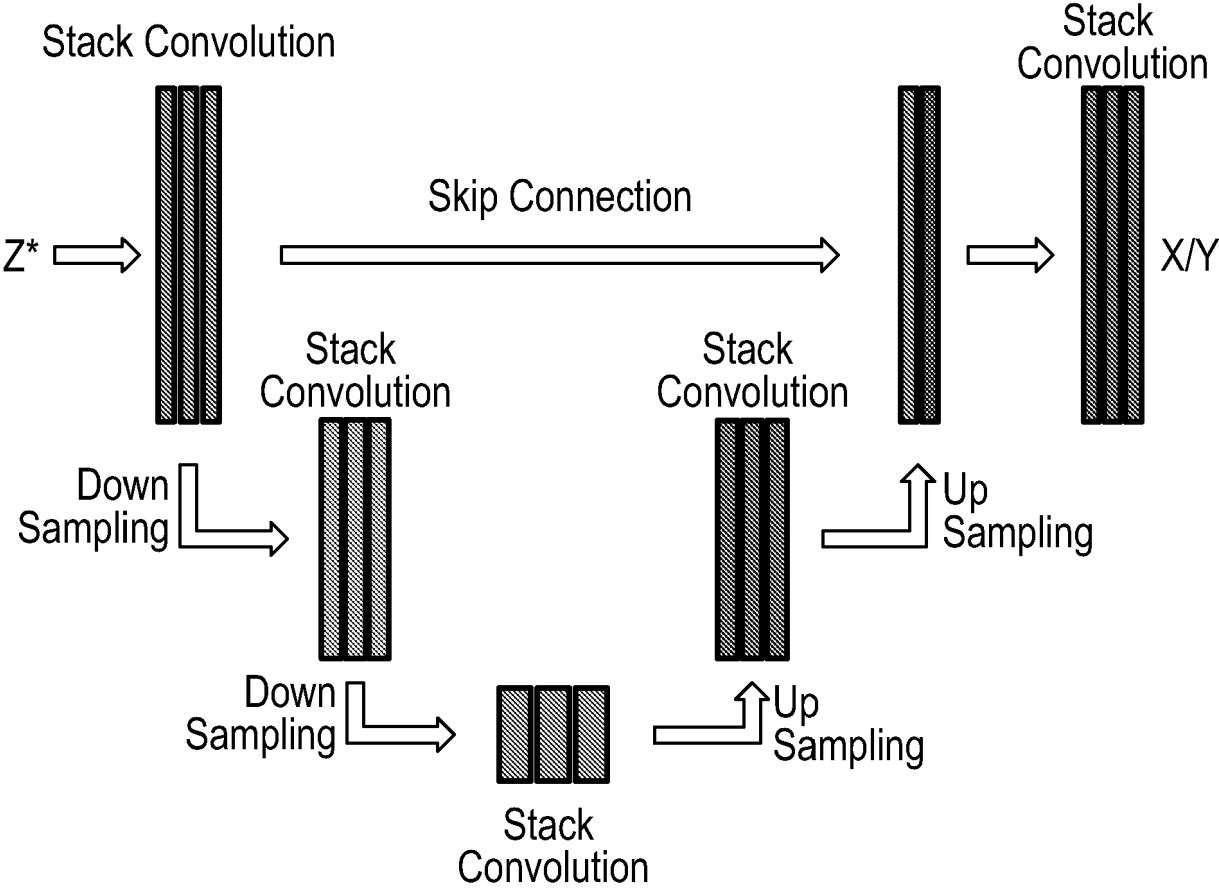 Stack Convolution
Stack
Convolution
Skip Connection
Z*
X/Y
Stack
Convolution
Stack
Convolution
Down
Sampling
Up
Sampling
Down
Sampling
Up
Sampling
Stack
Convolution